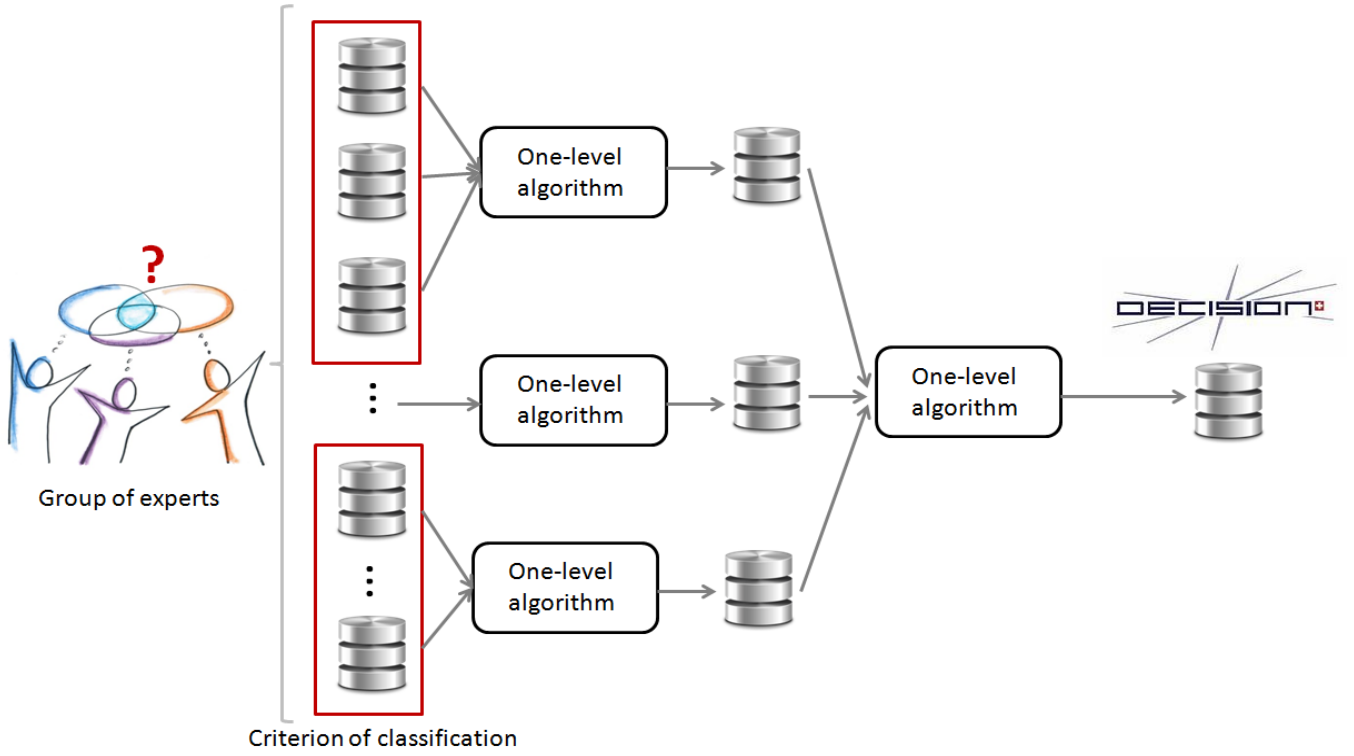 ?
Group of experts
One-level
algorithm
One-level
algorithm
One-level
algorithm
One-level
algorithm
DECISION
Criterion of classification